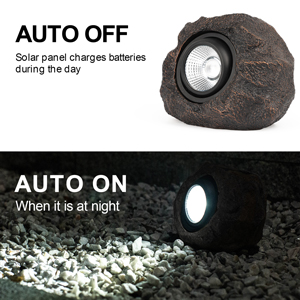 AUTO OFF
Solar panel charges batteries
during the day
AUTO ON
When it is at night